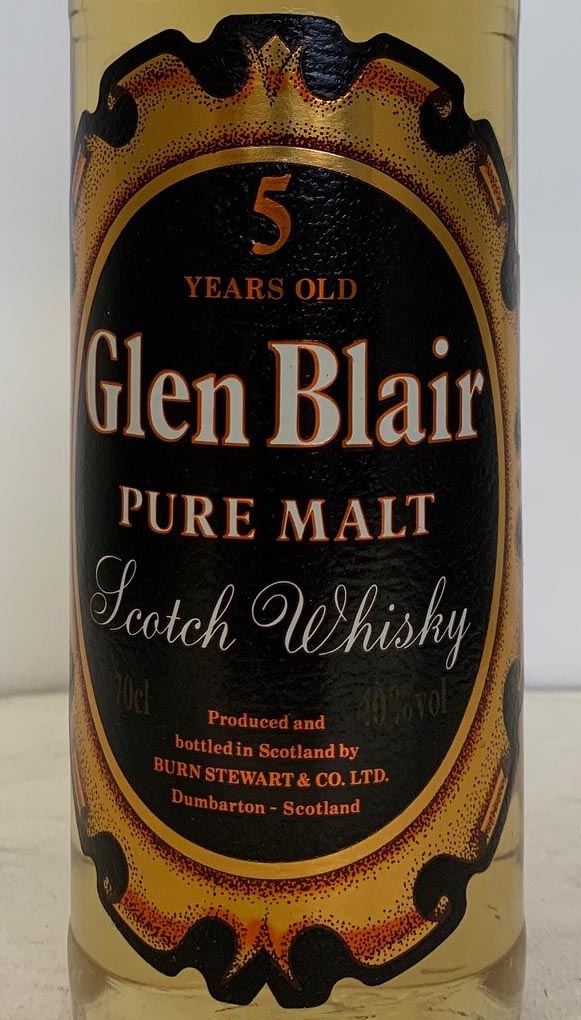 5
YEARS OLD
Glen Blair
PURE MALT
Scotch Whisky
70cl 40% vol
Produced and
bottled in Scotland by
BURN STEWART & CO. LTD.
Dumbarton - Scotland